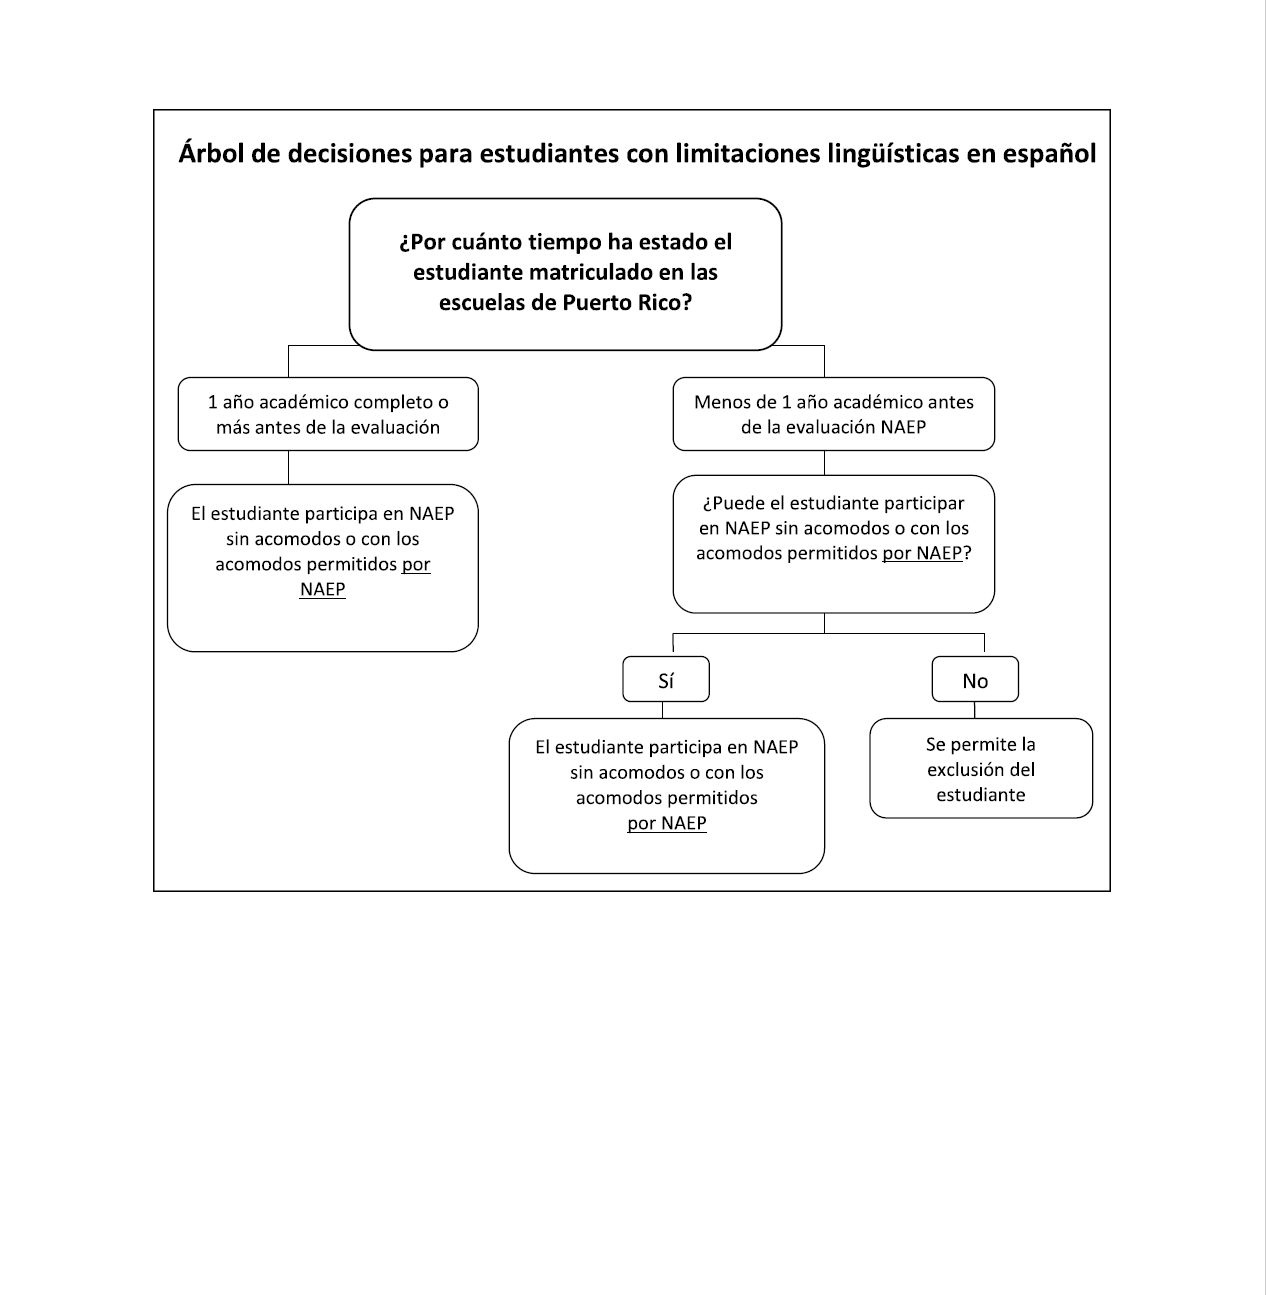 Árbol de decisiones para estudiantes con limitaciones lingüísticas en español
¿Por cuánto tiempo ha estado el
estudiante matriculado en las
escuelas de Puerto Rico?
1 año académico completo o
más antes de la evaluación
El estudiante participa en NAEP
sin acomodos o con los
acomodos permitidos por
NAEP
Menos de 1 año académico antes
de la evaluación NAEP
¿Puede el estudiante participar
en NAEP sin acomodos o con los
acomodos permitidos por NAEP?
Sí
El estudiante participa en NAEP
sin acomodos o con los
acomodos permitidos
por NAEP
No
Se permite la
exclusión del
estudiante